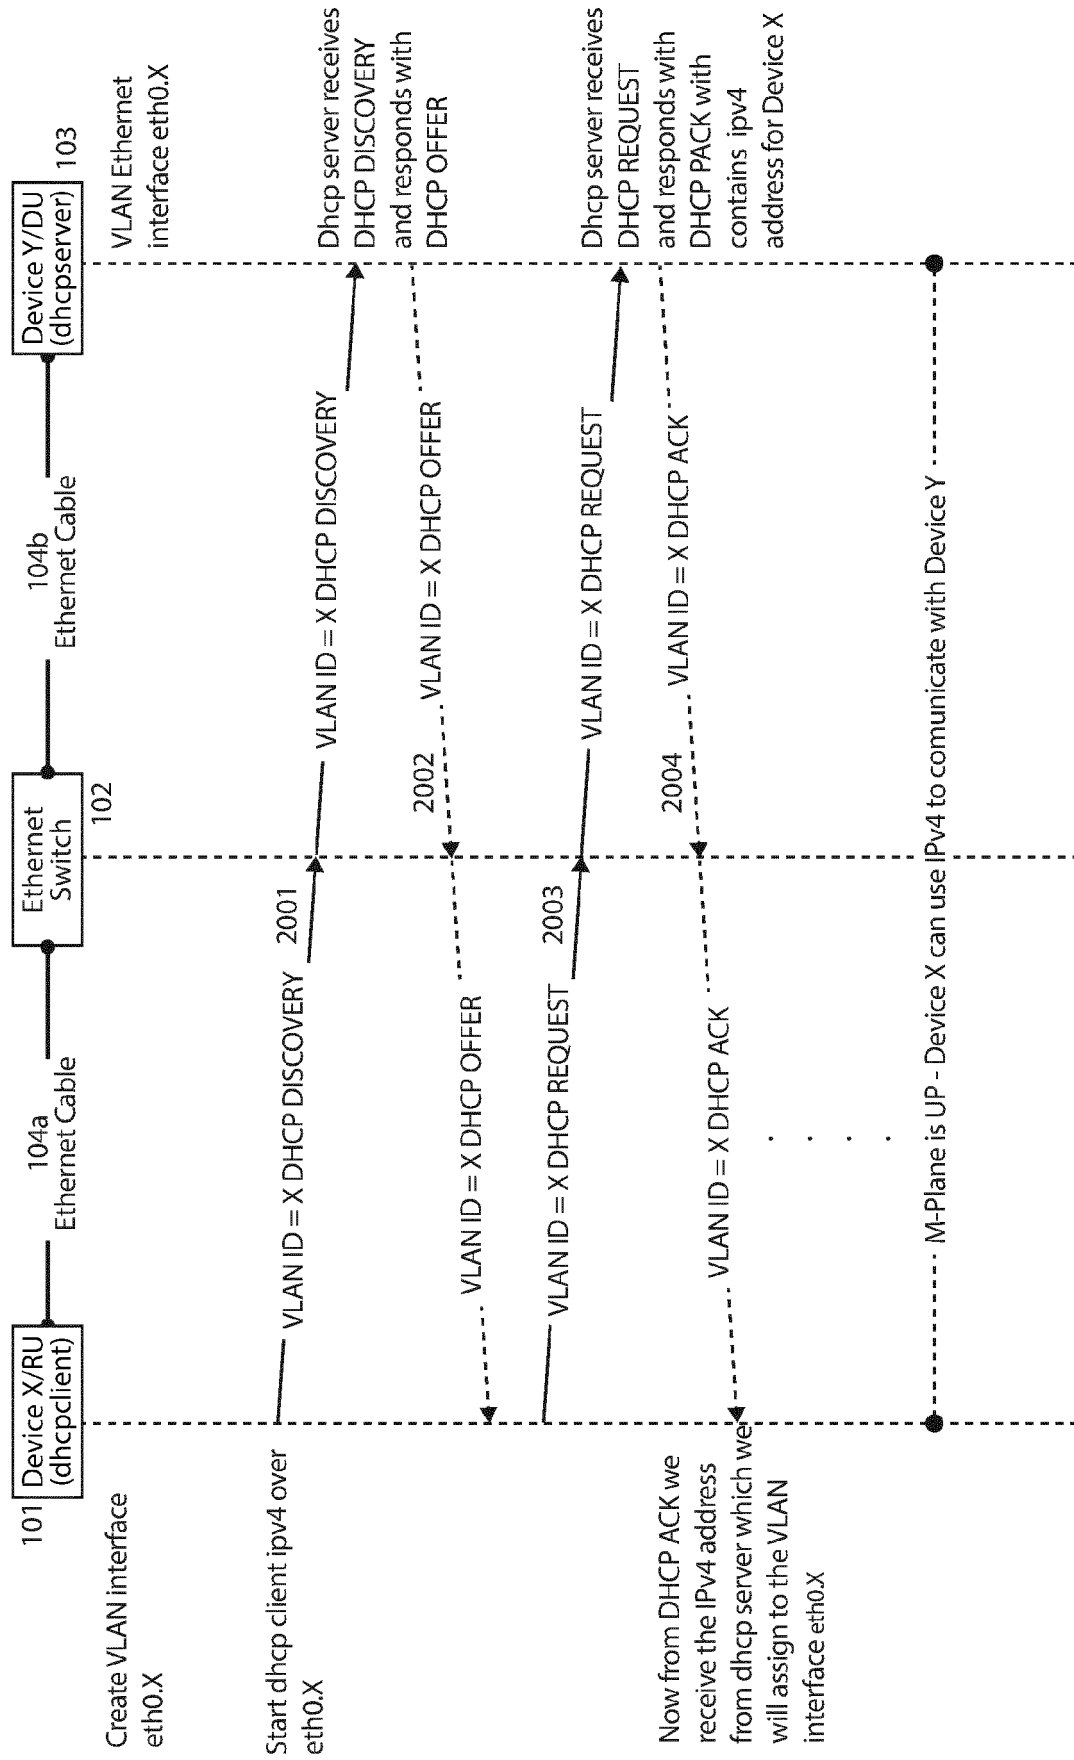 101
Device X/RU
(dhcpclient)
104a
Ethernet Cable
Ethernet
Switch
102
104b
Ethernet Cable
Device Y/DU
(dhcpserver)
103
Create VLAN interface
eth0.X
VLAN Ethernet
interface eth0.X
Start dhcp client ipv4 over
eth0.X
VLAN ID = X DHCP DISCOVERY
2001
VLAN ID = X DHCP DISCOVERY
Dhcp server receives
DHCP DISCOVERY
and responds with
DHCP OFFER
VLAN ID = X DHCP OFFER
2002
VLAN ID = X DHCP OFFER
VLAN ID = X DHCP REQUEST
2003
VLAN ID = X DHCP REQUEST
Dhcp server receives
DHCP REQUEST
and responds with
DHCP PACK with
contains ipv4
address for Device X
VLAN ID = X DHCP ACK
2004
VLAN ID = X DHCP ACK
Now from DHCP ACK we
receive the IPv4 address
from dhcp server which we
will assign to the VLAN
interface eth0.X
M-Plane is UP - Device X can use IPv4 to comunicate with Device Y